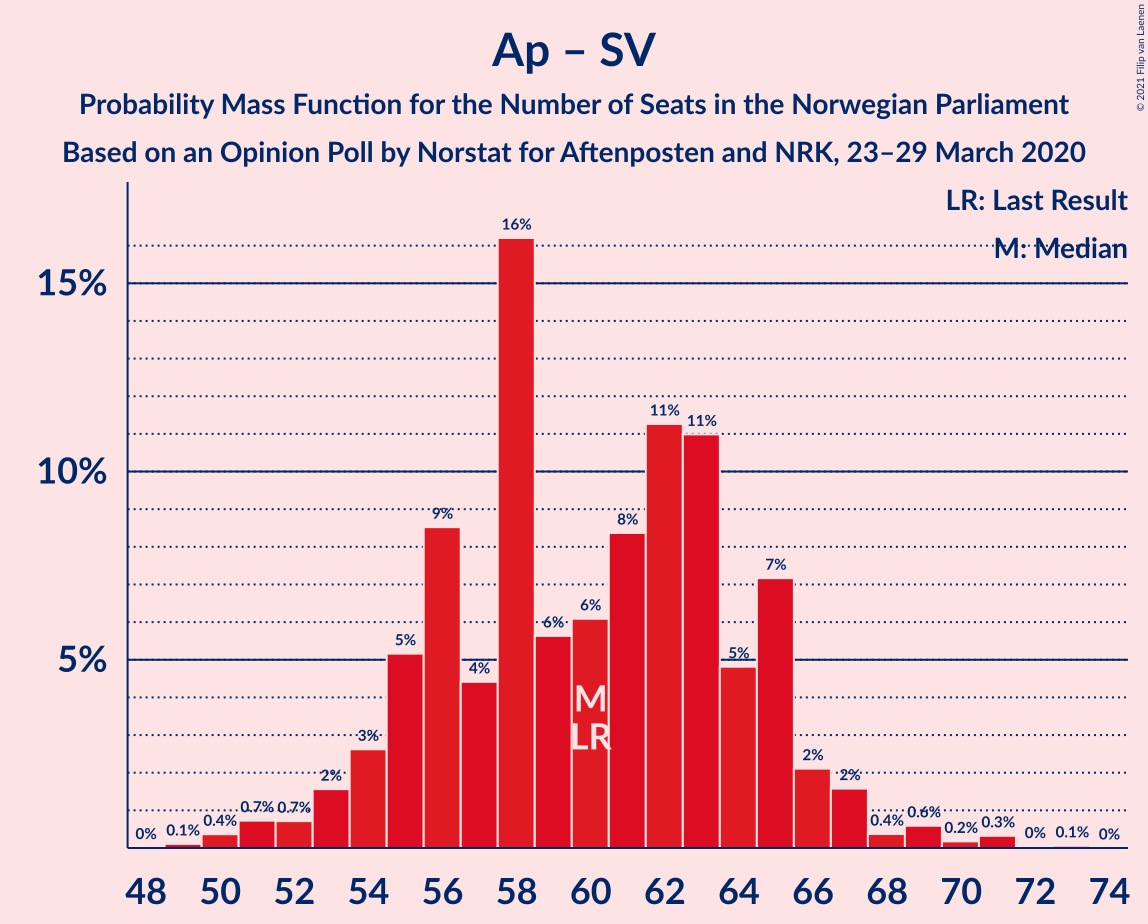 Ap – SV
Probability Mass Function for the Number of Seats in the Norwegian Parliament
Based on an Opinion Poll by Norstat for Aftenposten and NRK, 23–29 March 2020
© 2021 Filip van Laenen
LR: Last Result
M: Median
15%
10%
5%
0% 0.1% 0.4% 0.7% 0.7% 2% 3% 5% 9% 4% 16% 6% 6% 8% 11% 11% 5% 7% 2% 2% 0.4% 0.6% 0.2% 0.3% 0% 0.1% 0%
M
LR
48 50 52 54 56 58 60 62 64 66 68 70 72 74